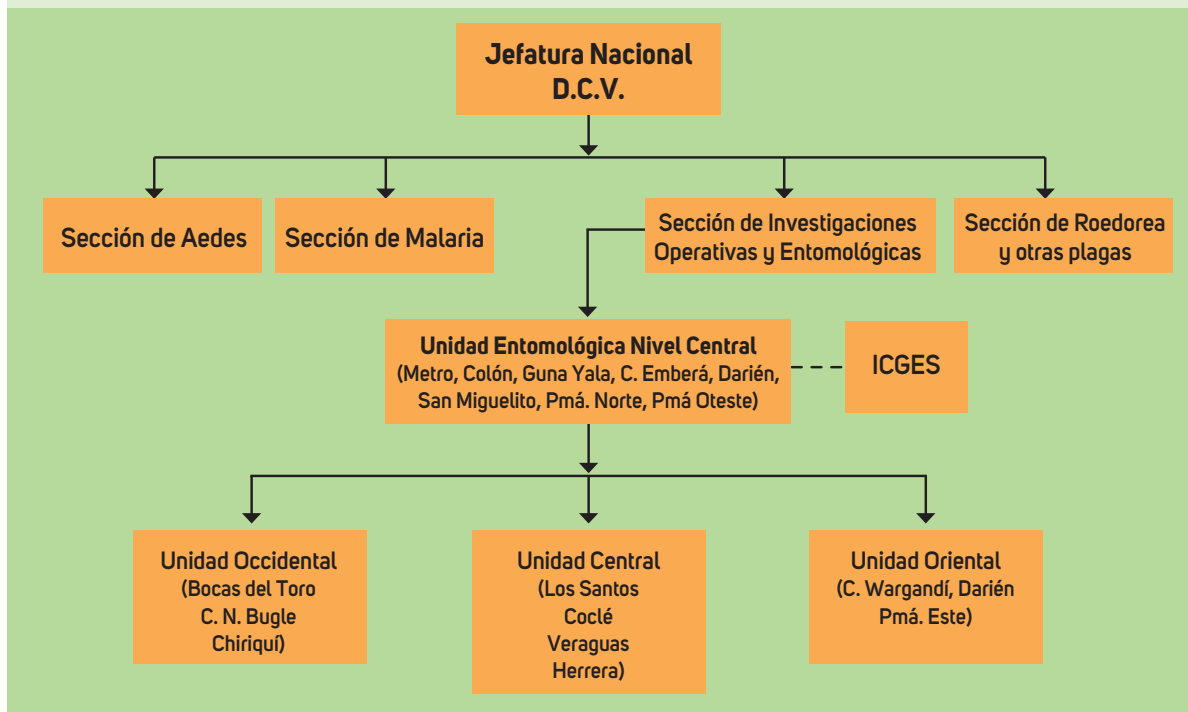 Jefatura Nacional
D.C.V.
Sección de Aedes
Sección de Malaria
Sección de Investigaciones
Operativas y Entomológicas
Sección de Roedorea
y otras plagas
Unidad Entomológica Nivel Central
(Metro, Colón, Guna Yala, C. Emberá, Darién,
San Miguelito, Pmá. Norte, Pmá Oteste)
ICGES
Unidad Occidental
(Bocas del Toro
C. N. Bugle
Chiriquí)
Unidad Central
(Los Santos
Coclé
Veraguas
Herrera)
Unidad Oriental
(C. Wargandí, Darién
Pmá. Este)